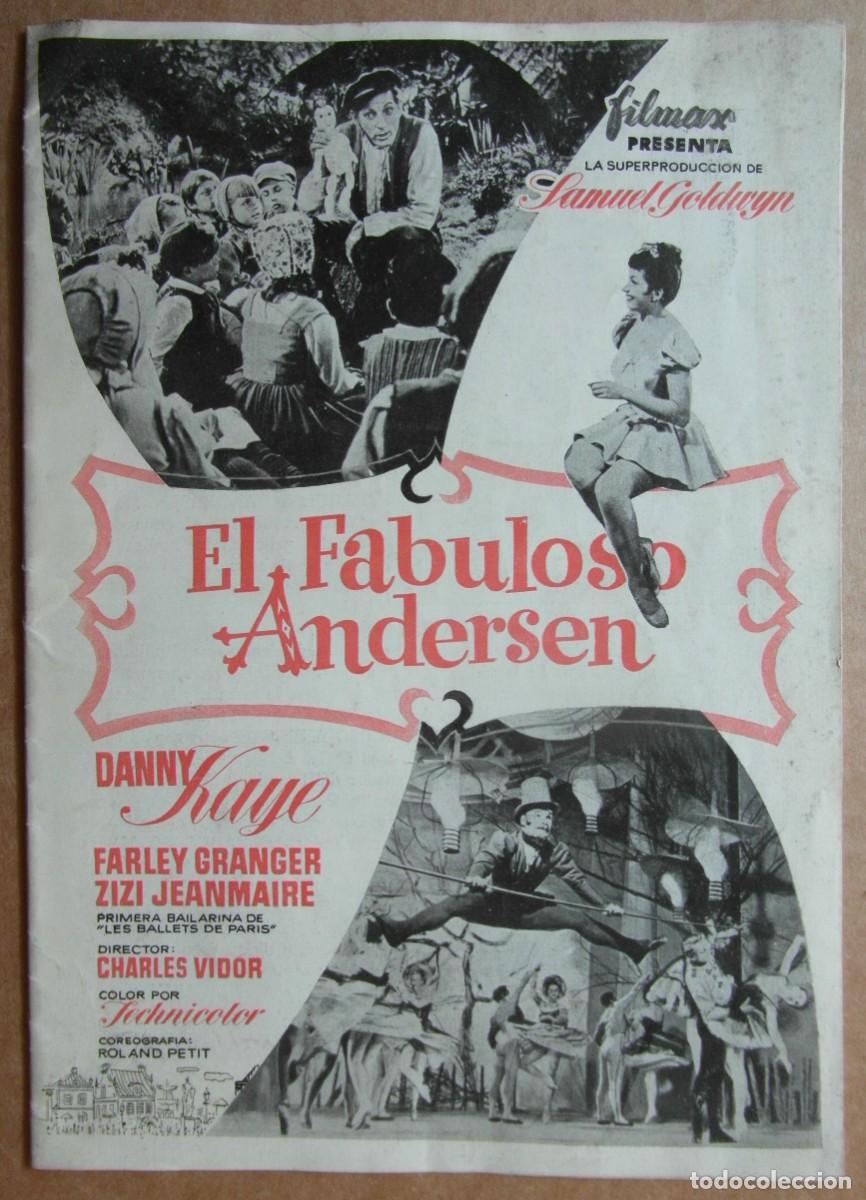 filmax
PRESENTA
LA SUPERPRODUCCION DE
Samuel Goldwyn
El Fabuloso
Andersen
DANNY Kaye
FARLEY GRANGER
ZIZI JEANMAIRE
PRIMERA BAILARINA DE
"LES BALLETS DE PARIS"
DIRECTOR:
CHARLES VIDOR
COLOR POR
Technicolor
COREOGRAFIA:
ROLAND PETIT
todocoleccion